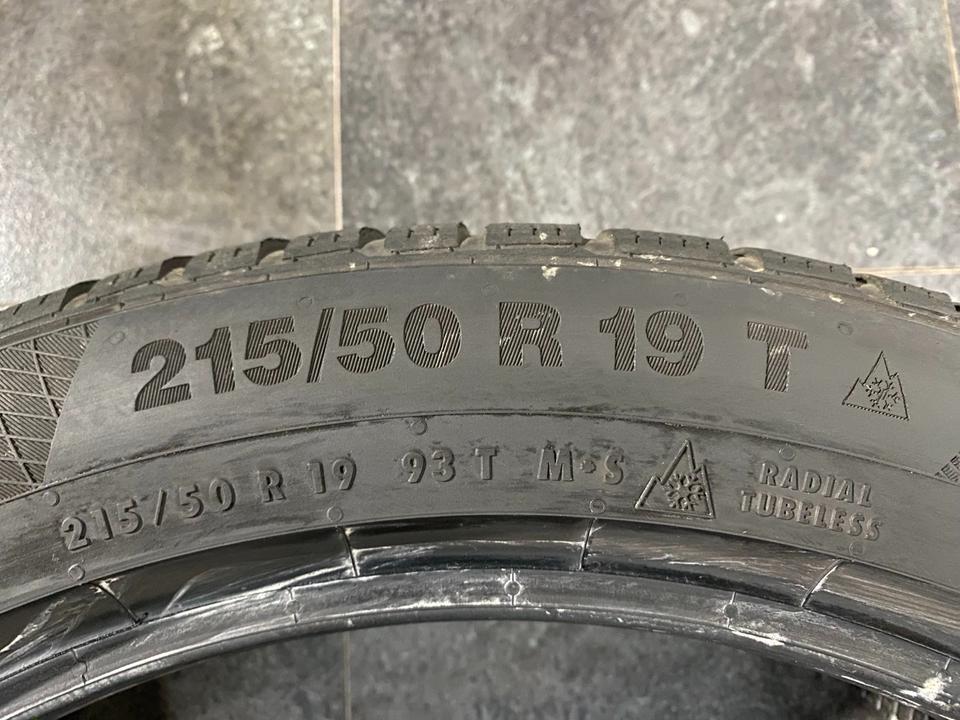 215/50 R 19 T
215/50 R 19 93 T M·S RADIAL
TUBELESS